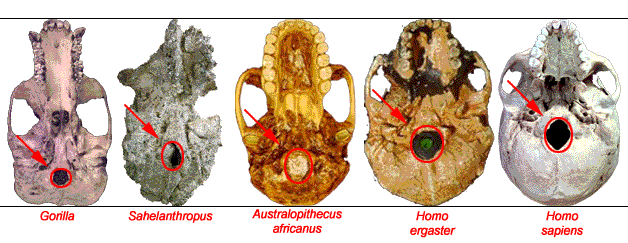 Gorilla
Sahelanthropus
Australopithecus
africanus
Homo
ergaster
Homo
sapiens